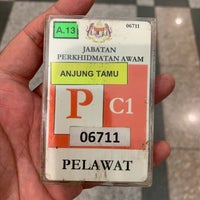 A.13
06711
JABATAN
PERKHIDMATAN AWAM
ANJUNG TAMU
P C1
06711
PELAWAT